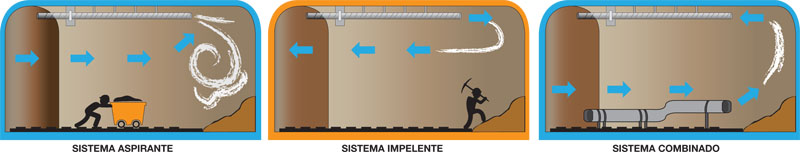 SISTEMA ASPIRANTE
SISTEMA IMPELENTE
SISTEMA COMBINADO